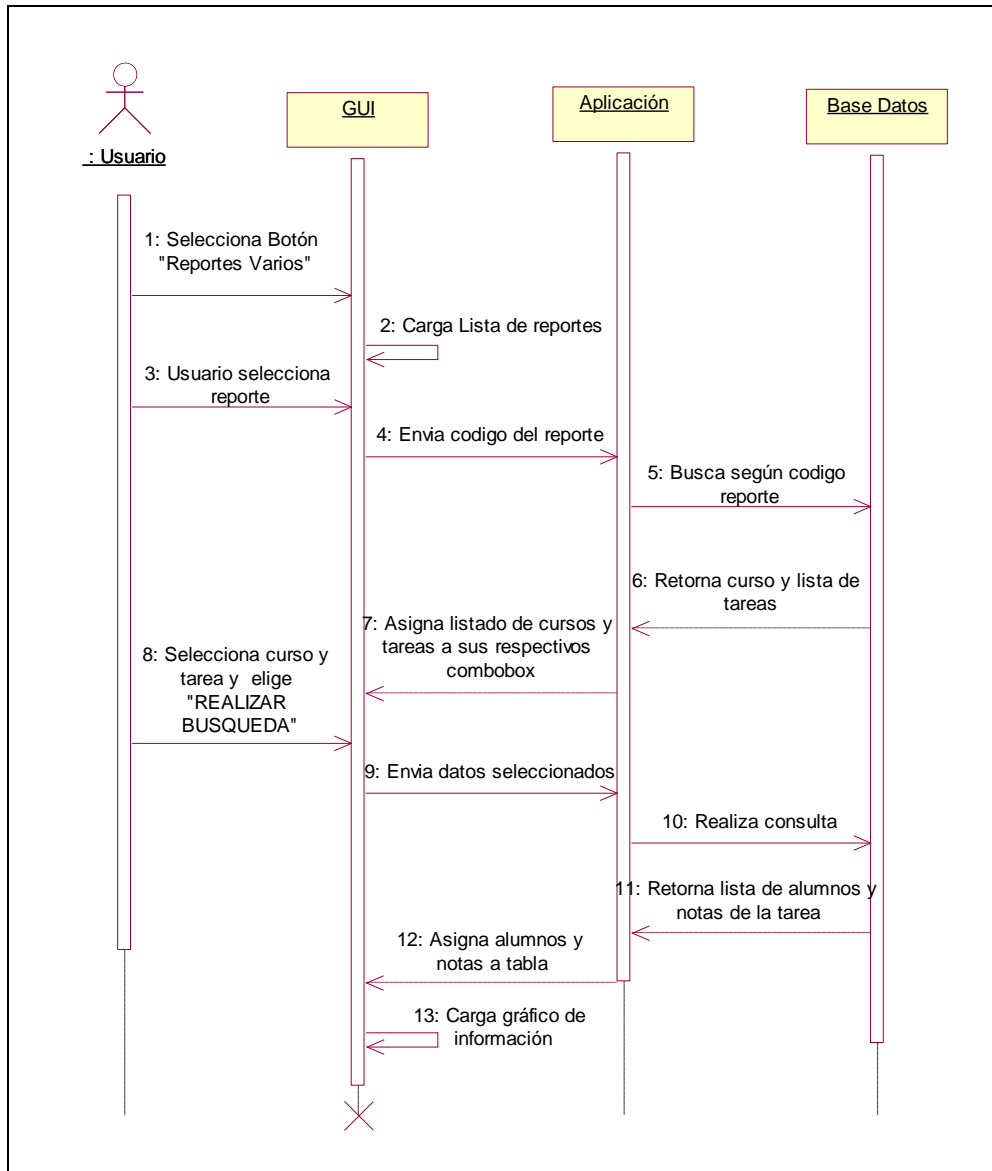 : Usuario
GUI
Aplicación
Base Datos
1: Selecciona Botón
"Reportes Varios"
2: Carga Lista de reportes
3: Usuario selecciona
reporte
4: Envia codigo del reporte
5: Busca según codigo
reporte
6: Retorna curso y lista de
tareas
7: Asigna listado de cursos y
tareas a sus respectivos
combobox
8: Selecciona curso y
tarea y elige
"REALIZAR
BUSQUEDA"
9: Envia datos seleccionados
10: Realiza consulta
11: Retorna lista de alumnos y
notas de la tarea
12: Asigna alumnos y
notas a tabla
13: Carga gráfico de
información